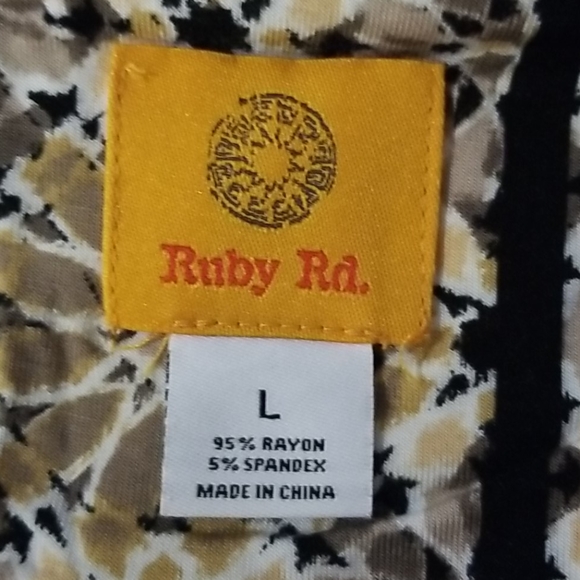 Ruby Rd.
L
95% RAYON
5% SPANDEX
MADE IN CHINA